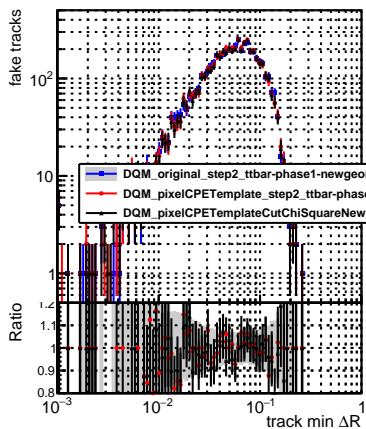 fake tracks
10²
10
1
DQM_original_step2_ttbar-phase1-newgeor
DQM_pixelCPETemplate_step2_ttbar-phase
DQM_pixelCPETemplateCutChiSquareNew
Ratio
1.2
1.1
1
0.9
0.8
10⁻³ 10⁻² 10⁻¹ 1
track min ΔR